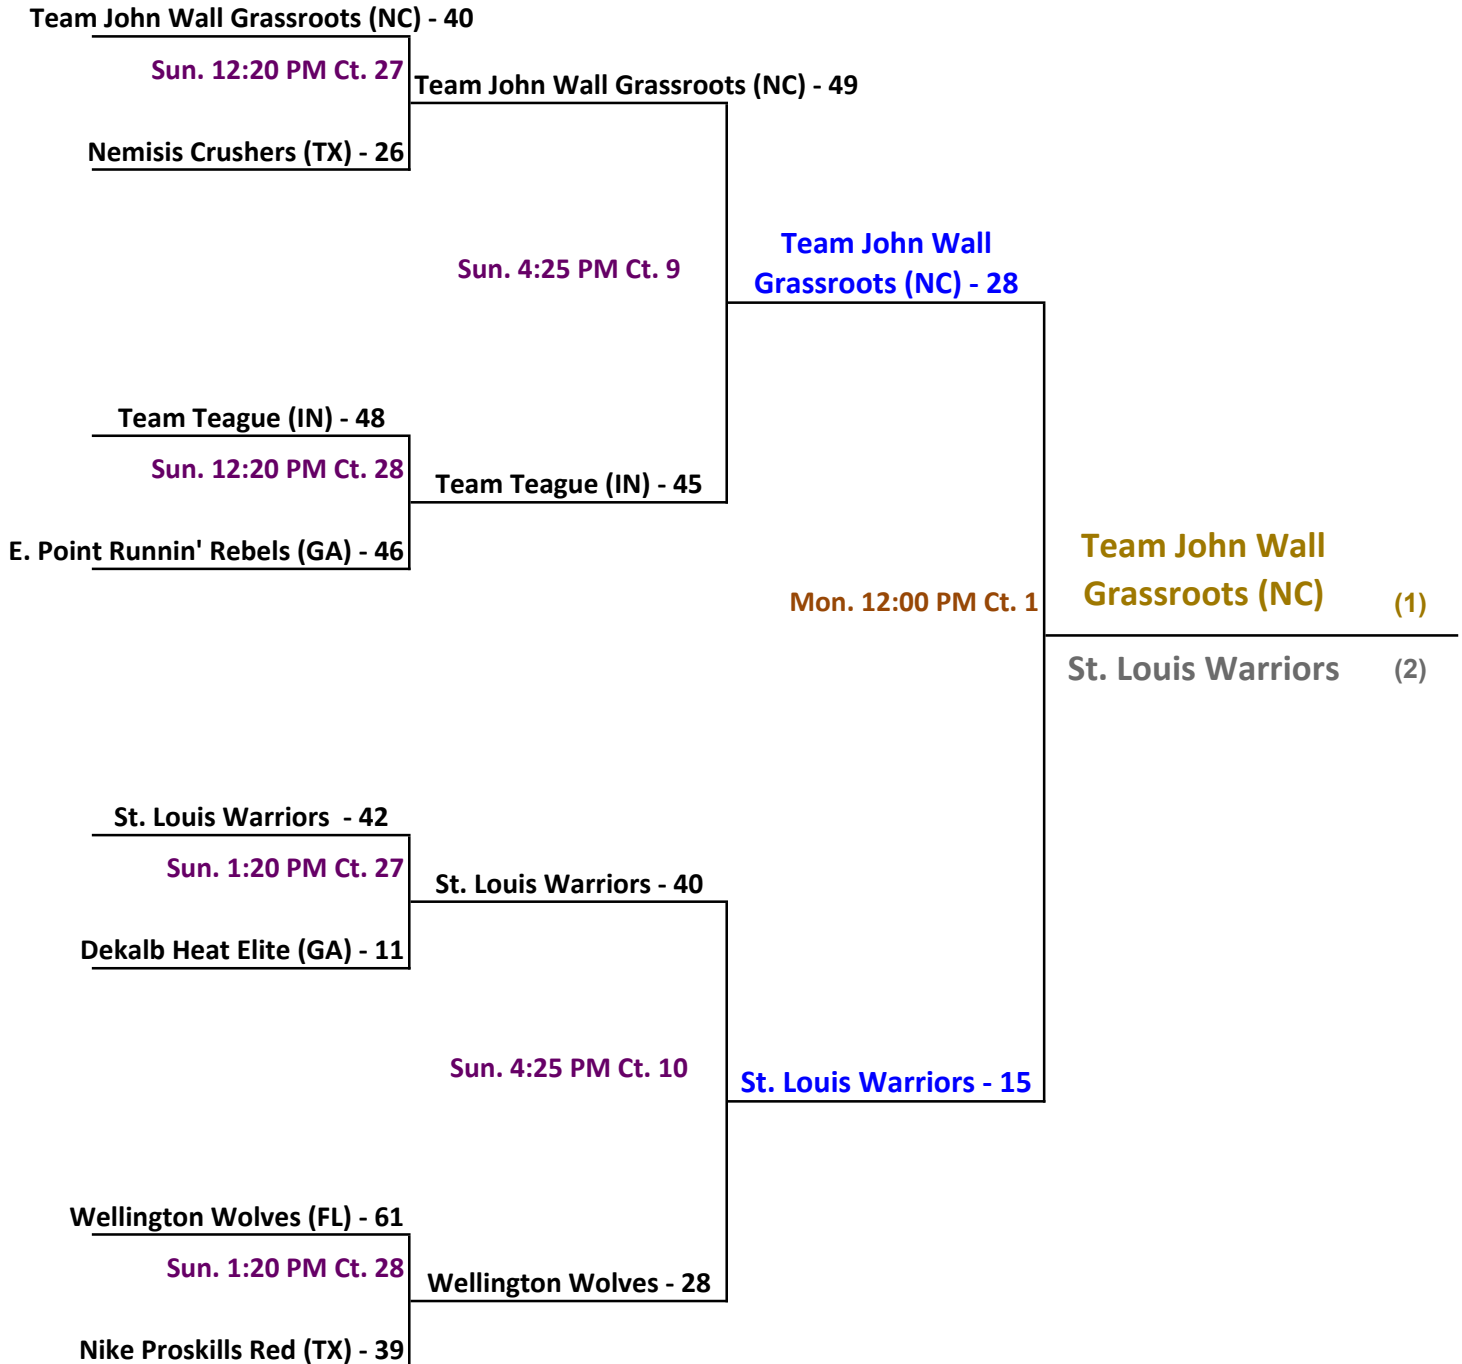 Team John Wall Grassroots (NC) - 40
Sun. 12:20 PM Ct. 27
Team John Wall Grassroots (NC) - 49
Nemisis Crushers (TX) - 26
Team John Wall
Grassroots (NC) - 28
Sun. 4:25 PM Ct. 9
Team Teague (IN) - 48
Sun. 12:20 PM Ct. 28
Team Teague (IN) - 45
E. Point Runnin' Rebels (GA) - 46
Team John Wall
Grassroots (NC) (1)
Mon. 12:00 PM Ct. 1
St. Louis Warriors (2)
St. Louis Warriors - 42
Sun. 1:20 PM Ct. 27
St. Louis Warriors - 40
Dekalb Heat Elite (GA) - 11
Sun. 4:25 PM Ct. 10
St. Louis Warriors - 15
Wellington Wolves (FL) - 61
Sun. 1:20 PM Ct. 28
Wellington Wolves - 28
Nike Proskills Red (TX) - 39